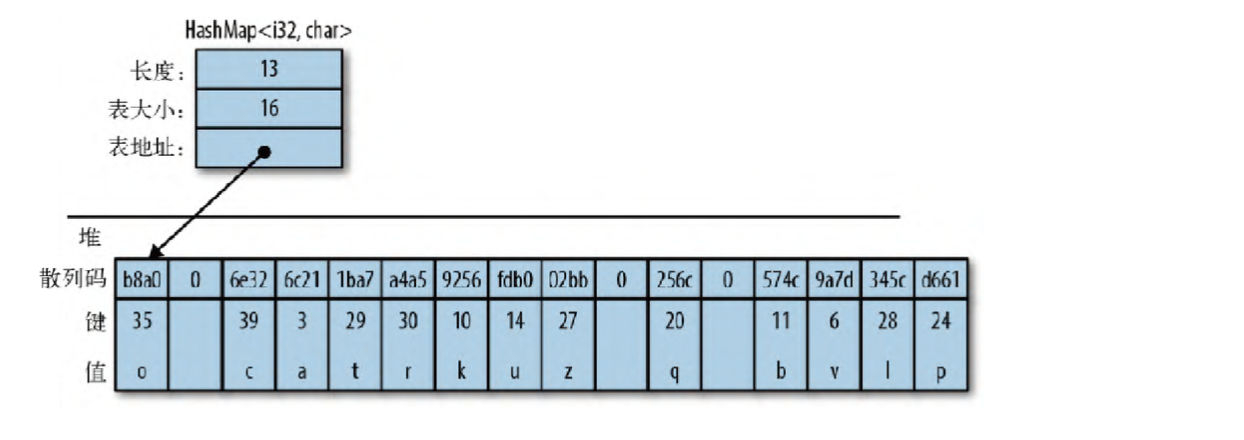 HashMap<i32, char>
长度： 13
表大小： 16
表地址：
堆
散列码 b8a0 0 6e32 6c21 1ba7 a4a5 9256 fdb0 02bb 0 256c 0 574c 9a7d 345c d661
键 35 39 3 29 30 10 14 27 20 11 6 28 24
值 o c a t r k u z q b v l p